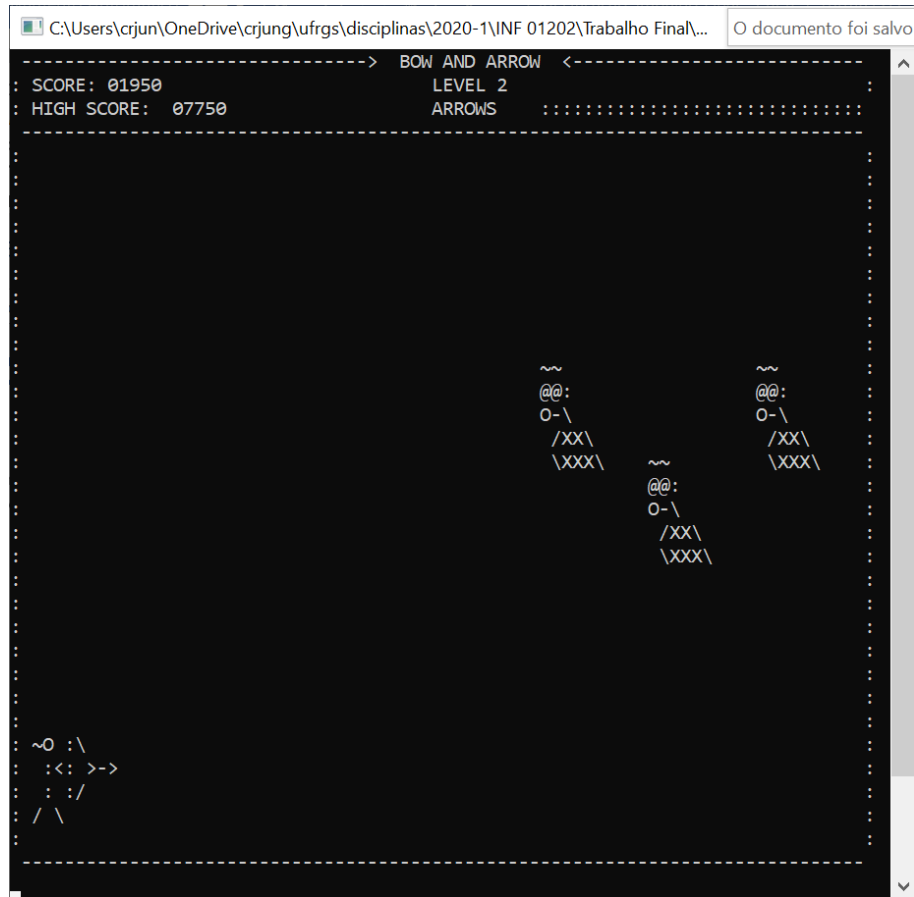 C:\Users\crjun\OneDrive\crjung\ufrgs\disciplinas\2020-1\INF 01202\Trabalho Final\... O documento foi salvo
-------------------------------->  BOW AND ARROW  <---------------------------
: SCORE: 01950                         LEVEL 2                                 :
: HIGH SCORE:  07750                   ARROWS    ::::::::::::::::::::::::::::::
------------------------------------------------------------------------------
:                                                                              :
:                                                                              :
:                                                                              :
:                                                                              :
:                                                                              :
:                                                                              :
:                                                                              :
:                                                                              :
:                                                                              :
:                                                ~~                  ~~        :
:                                                @@:                 @@:       :
:                                                O-\                 O-\       :
:                                                 /XX\                /XX\     :
:                                                 \XXX\    ~~         \XXX\    :
:                                                          @@:                 :
:                                                          O-\                 :
:                                                           /XX\               :
:                                                           \XXX\              :
:                                                                              :
:                                                                              :
:                                                                              :
:                                                                              :
:                                                                              :
:                                                                              :
:                                                                              :
: ~O :\                                                                        :
:  :<: >->                                                                     :
:  : :/                                                                        :
: / \                                                                          :
:                                                                              :
------------------------------------------------------------------------------